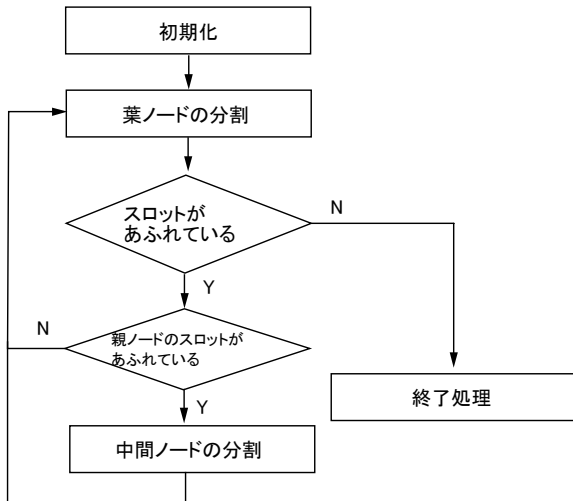 初期化
葉ノードの分割
スロットが
あふれている
N
Y
N
親ノードのスロットが
あふれている
Y
終了処理
中間ノードの分割